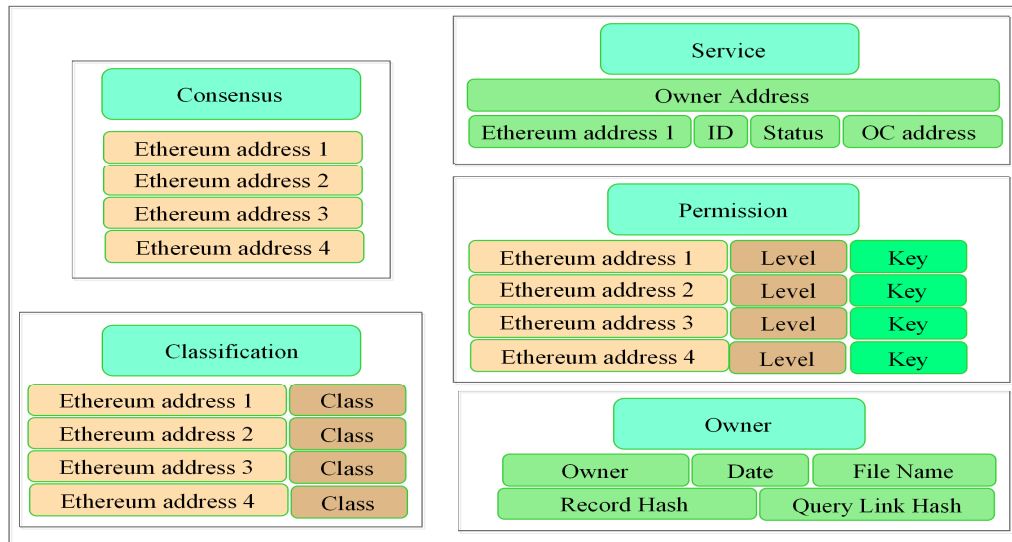 Consensus
Ethereum address 1
Ethereum address 2
Ethereum address 3
Ethereum address 4
Classification
Ethereum address 1 Class
Ethereum address 2 Class
Ethereum address 3 Class
Ethereum address 4 Class
Service
Owner Address
Ethereum address 1 ID Status OC address
Permission
Ethereum address 1 Level Key
Ethereum address 2 Level Key
Ethereum address 3 Level Key
Ethereum address 4 Level Key
Owner
Owner Date File Name
Record Hash Query Link Hash